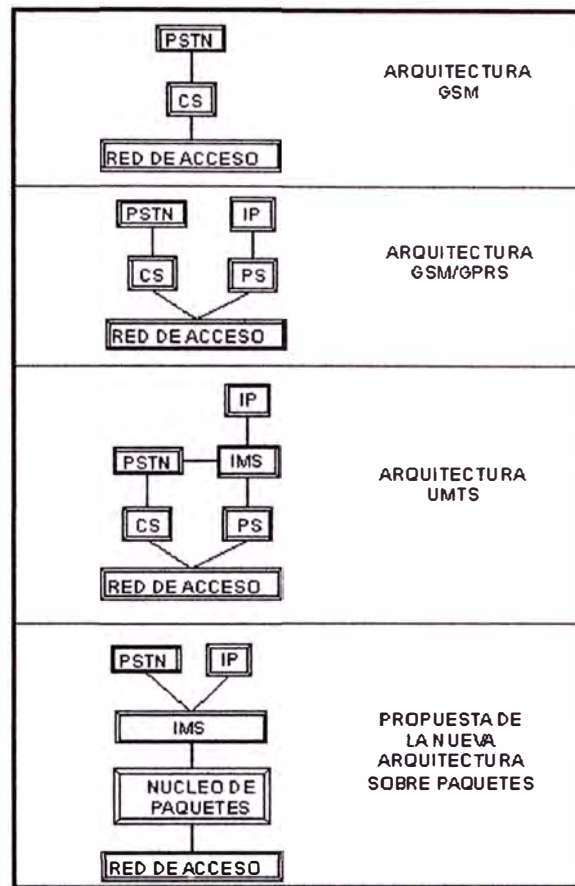 PSTN
CS
RED DE ACCESO
ARQUITECTURA
GSM
PSTN IP
CS PS
RED DE ACCESO
ARQUITECTURA
GSM/GPRS
IP
PSTN IMS
CS PS
RED DE ACCESO
ARQUITECTURA
UMTS
PSTN IP
IMS
NUCLEO DE
PAQUETES
RED DE ACCESO
PROPUESTA DE
LA NUEVA
ARQUITECTURA
SOBRE PAQUETES